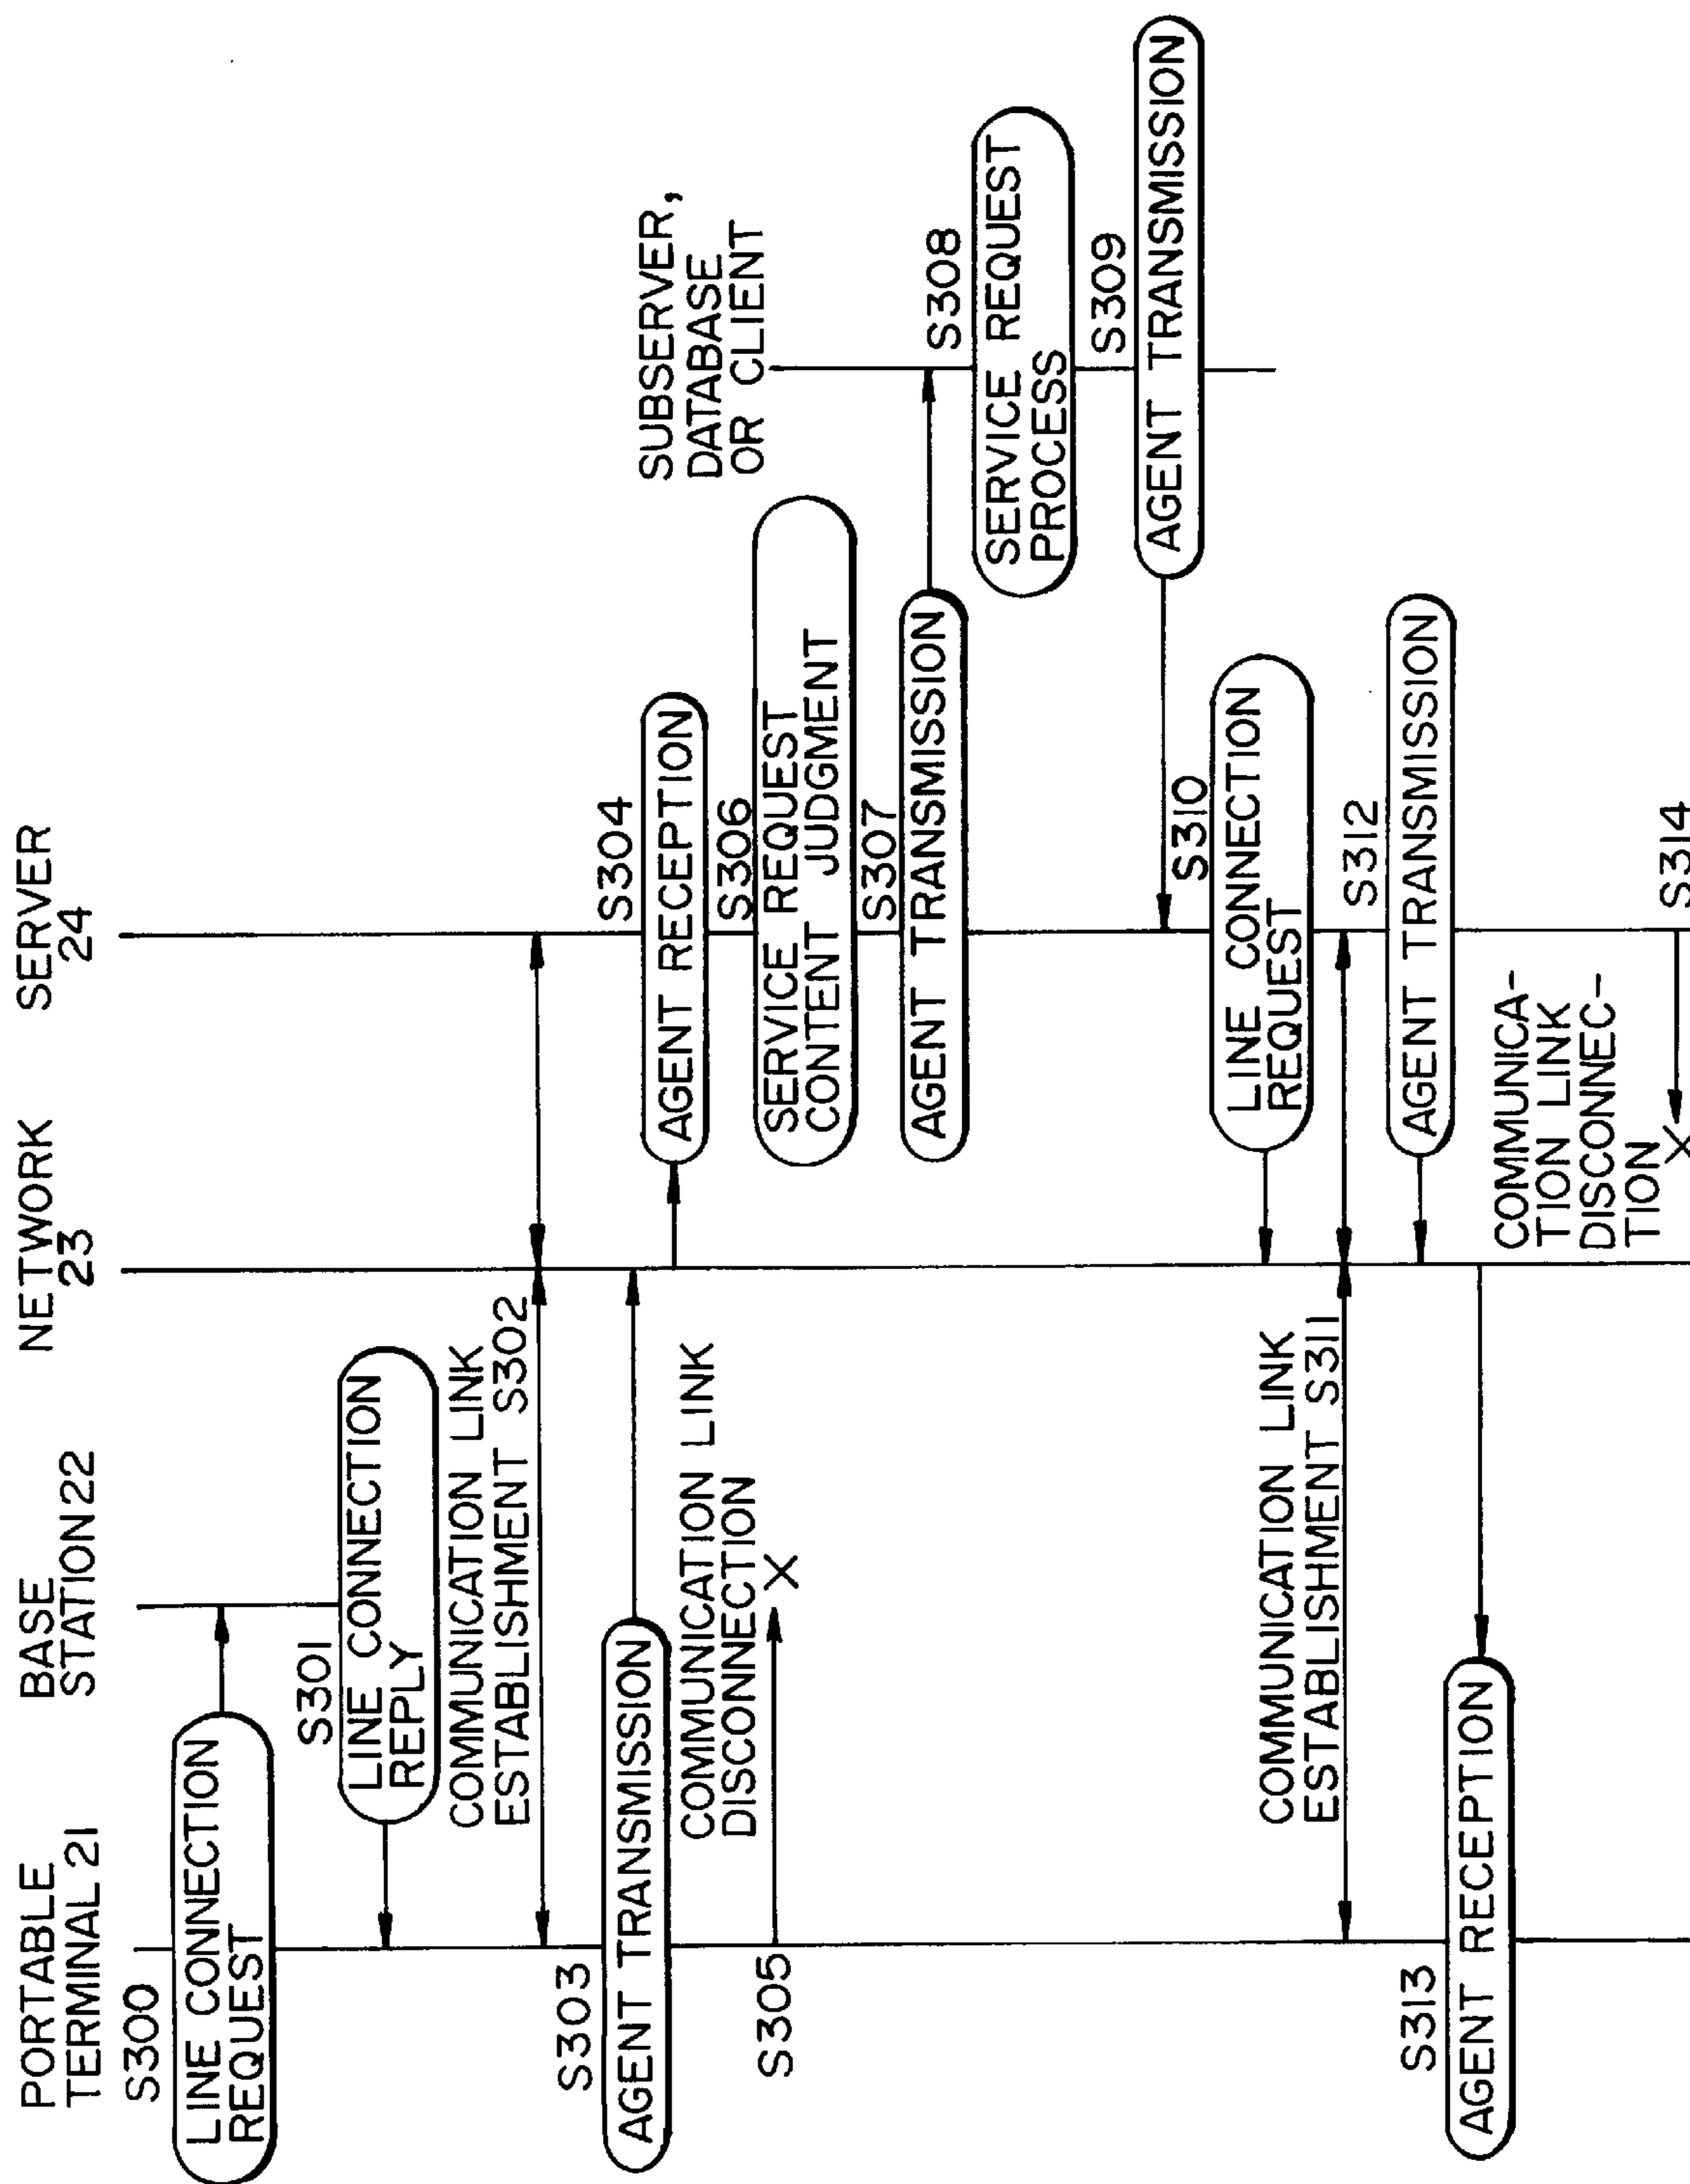 PORTABLE
TERMINAL 21
BASE
STATION 22
NETWORK
23
SERVER
24
S300
LINE CONNECTION
REQUEST
S301
LINE CONNECTION
REPLY
COMMUNICATION LINK
ESTABLISHMENT S302
S303
AGENT TRANSMISSION
S304
AGENT RECEPTION
COMMUNICATION LINK
DISCONNECTION
X
S305
S306
SERVICE REQUEST
CONTENT JUDGMENT
SUBSERVER,
DATABASE
OR CLIENT
S307
AGENT TRANSMISSION
S308
SERVICE REQUEST
PROCESS
S309
AGENT TRANSMISSION
S310
LINE CONNECTION
REQUEST
COMMUNICATION LINK
ESTABLISHMENT S311
S312
AGENT TRANSMISSION
S313
AGENT RECEPTION
COMMUNICA-
TION LINK
DISCONNEC-
TION
X
S314